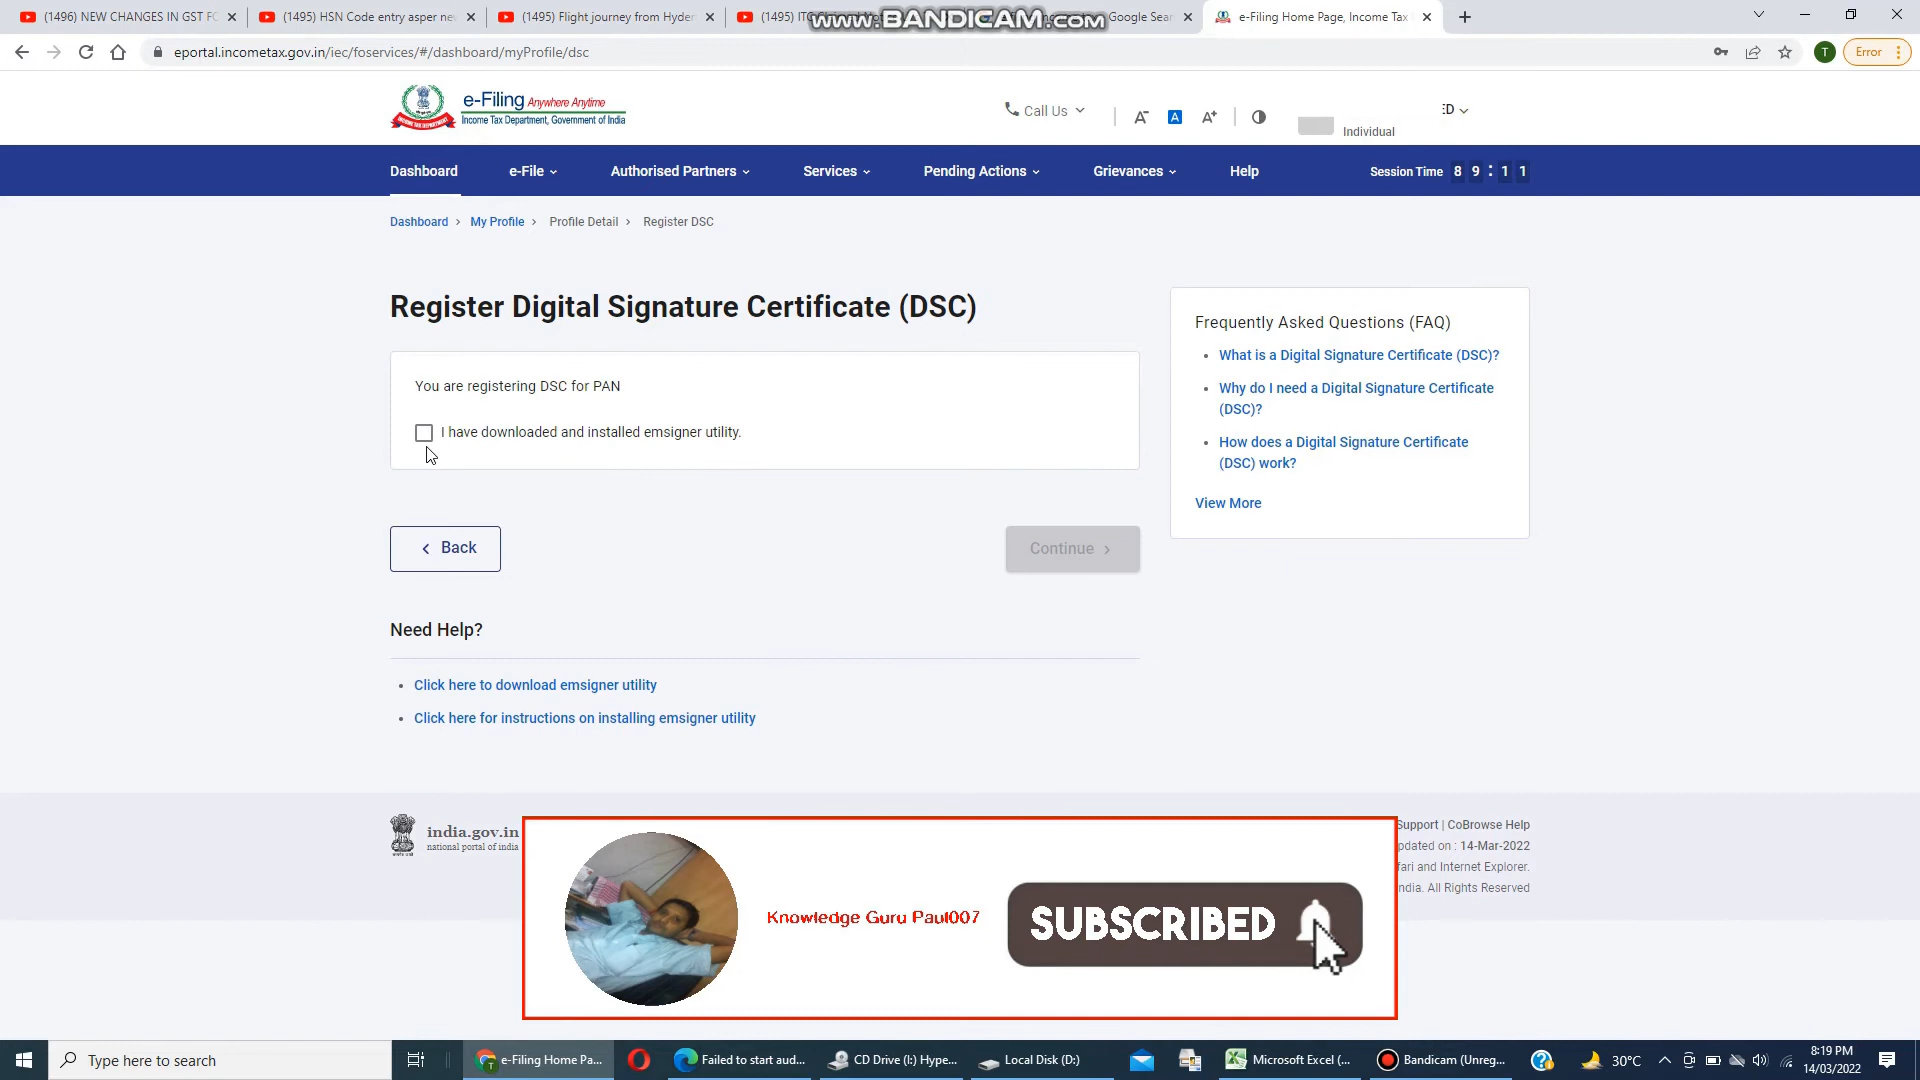 (1496) NEW CHANGES IN GST FC
(1495) HSN Code entry asper new
(1495) Flight journey from Hyder
(1495) ITC
Google Sear
e-Filing Home Page, Income Tax
www.BANDICAM.com
eportal.incometax.gov.in/iec/foservices/#/dashboard/myProfile/dsc
T
Error
e-Filing Anywhere Anytime
Income Tax Department, Government of India
Call Us
A-
A
A+
ED
Individual
Dashboard
e-File
Authorised Partners
Services
Pending Actions
Grievances
Help
Session Time 8 9 : 1 1
Dashboard > My Profile > Profile Detail > Register DSC
Register Digital Signature Certificate (DSC)
You are registering DSC for PAN
I have downloaded and installed emsigner utility.
Back
Continue
Frequently Asked Questions (FAQ)
What is a Digital Signature Certificate (DSC)?
Why do I need a Digital Signature Certificate
(DSC)?
How does a Digital Signature Certificate
(DSC) work?
View More
Need Help?
Click here to download emsigner utility
Click here for instructions on installing emsigner utility
india.gov.in
national portal of india
Support | CoBrowse Help
pdated on : 14-Mar-2022
fari and Internet Explorer.
ndia. All Rights Reserved
Knowledge Guru Paul007
SUBSCRIBED
Type here to search
e-Filing Home Pa...
Failed to start aud...
CD Drive (I:) Hype...
Local Disk (D:)
Microsoft Excel (...
Bandicam (Unreg...
30°C
8:19 PM
14/03/2022